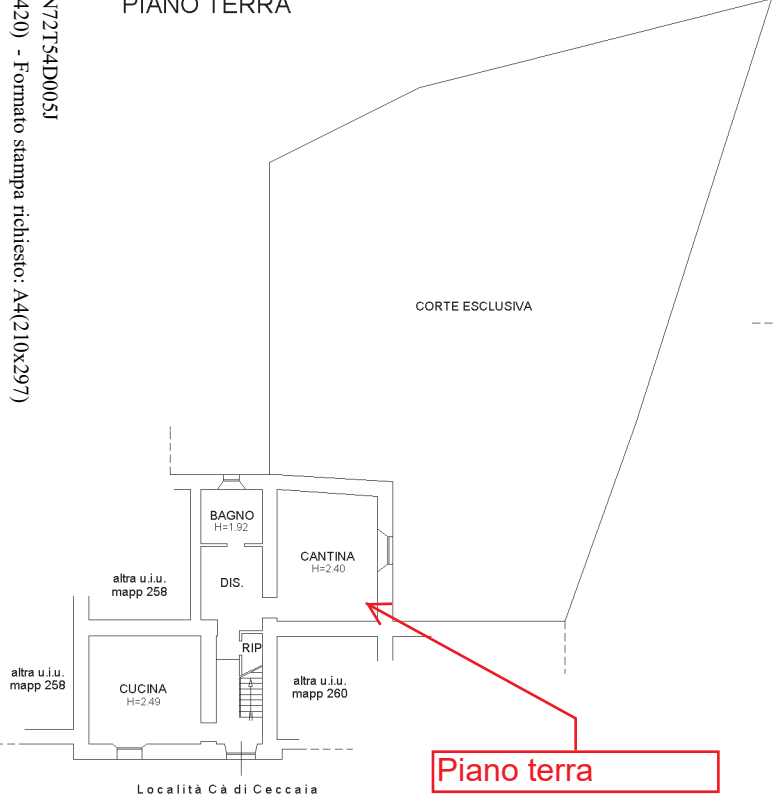 PIANO TERRA
N72T54D005J
420) - Formato stampa richiesto: A4(210x297)
CORTE ESCLUSIVA
BAGNO
H=1.92
CANTINA
H=2.40
altra u.i.u.
mapp 258
DIS.
RIP
altra u.i.u.
mapp 258
CUCINA
H=2.49
altra u.i.u.
mapp 260
Piano terra
Località Cà di Ceccaia